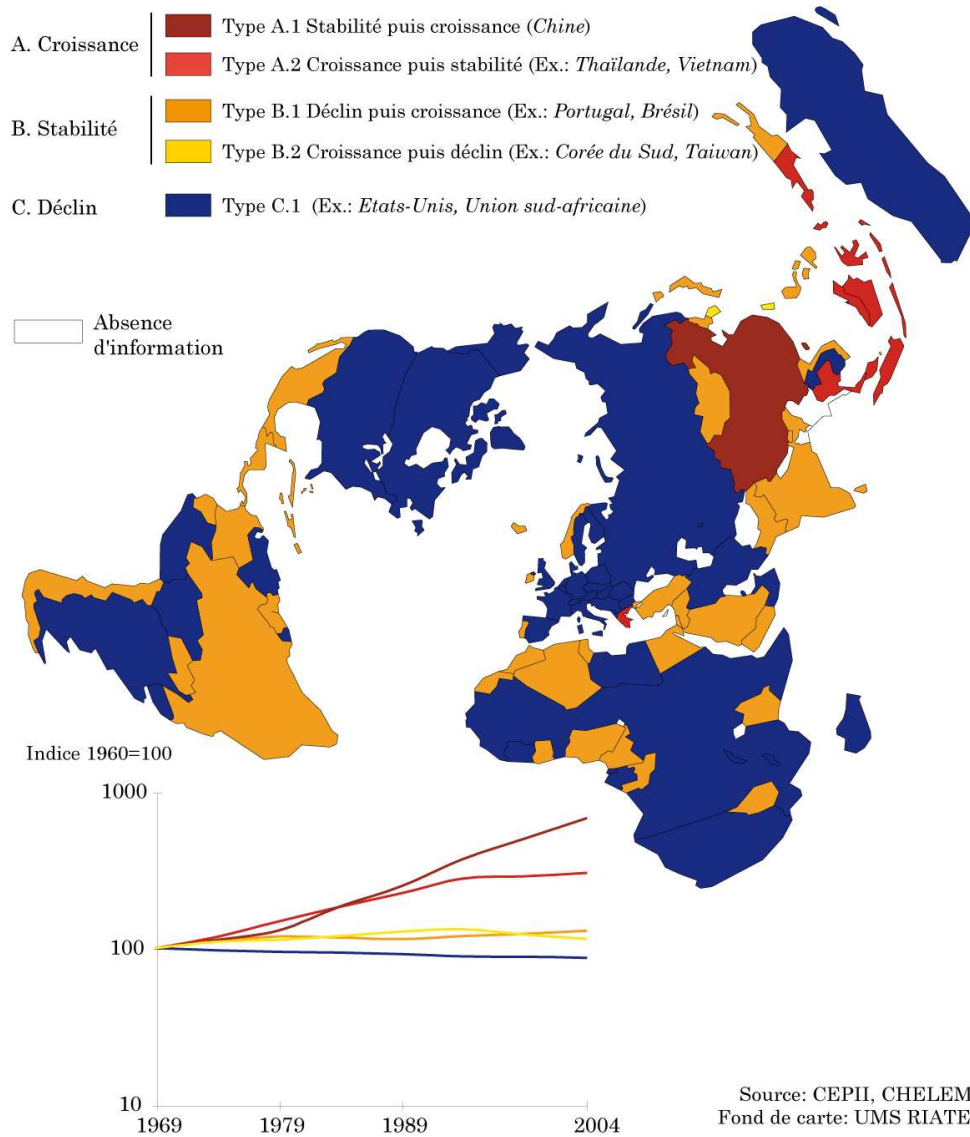 A. Croissance
Type A.1 Stabilité puis croissance (Chine)
Type A.2 Croissance puis stabilité (Ex.: Thaïlande, Vietnam)
B. Stabilité
Type B.1 Déclin puis croissance (Ex.: Portugal, Brésil)
Type B.2 Croissance puis déclin (Ex.: Corée du Sud, Taiwan)
C. Déclin
Type C.1 (Ex.: Etats-Unis, Union sud-africaine)
Absence
d'information
Indice 1960=100
1000
100
10
1969 1979 1989 2004
Source: CEPII, CHELEM
Fond de carte: UMS RIATE